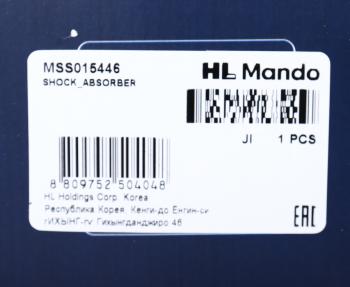 MSS015446
HL Mando
SHOCK_ABSORBER
JI 1 PCS
8 809752 504048
HL Holdings Corp. Korea
Республика Корея, Кенги-до Енгин-си
гИХЫНГ-гу Гихынгданджиро 46
EAC